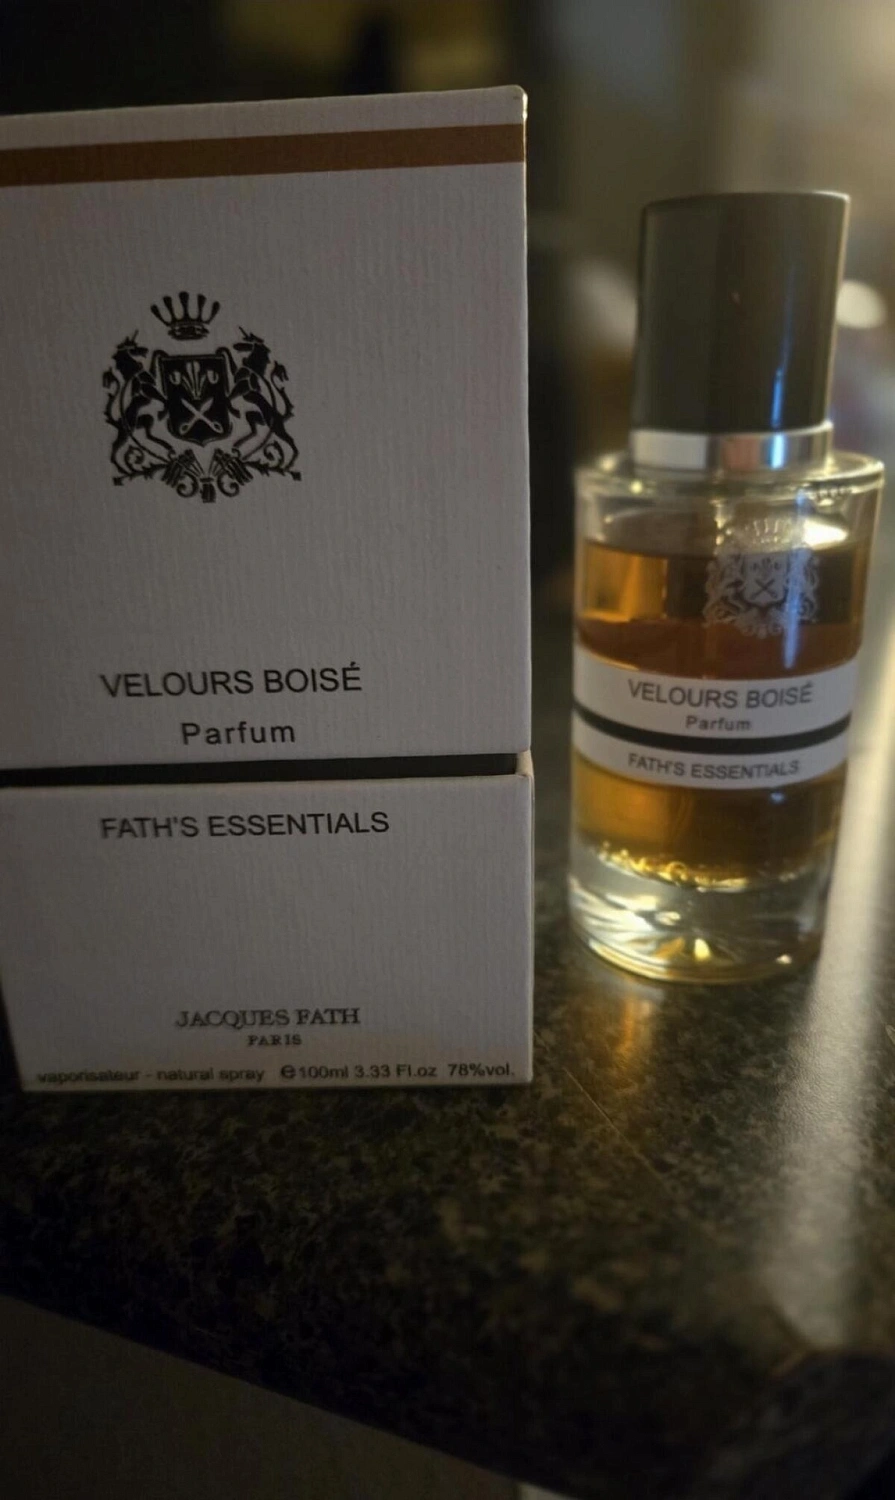 VELOURS BOISÉ
Parfum
FATH'S ESSENTIALS
JACQUES FATH
PARIS
vaporisateur - natural spray ℮100ml 3.33 Fl.oz 78%vol.
VELOURS BOISÉ
Parfum
FATH'S ESSENTIALS